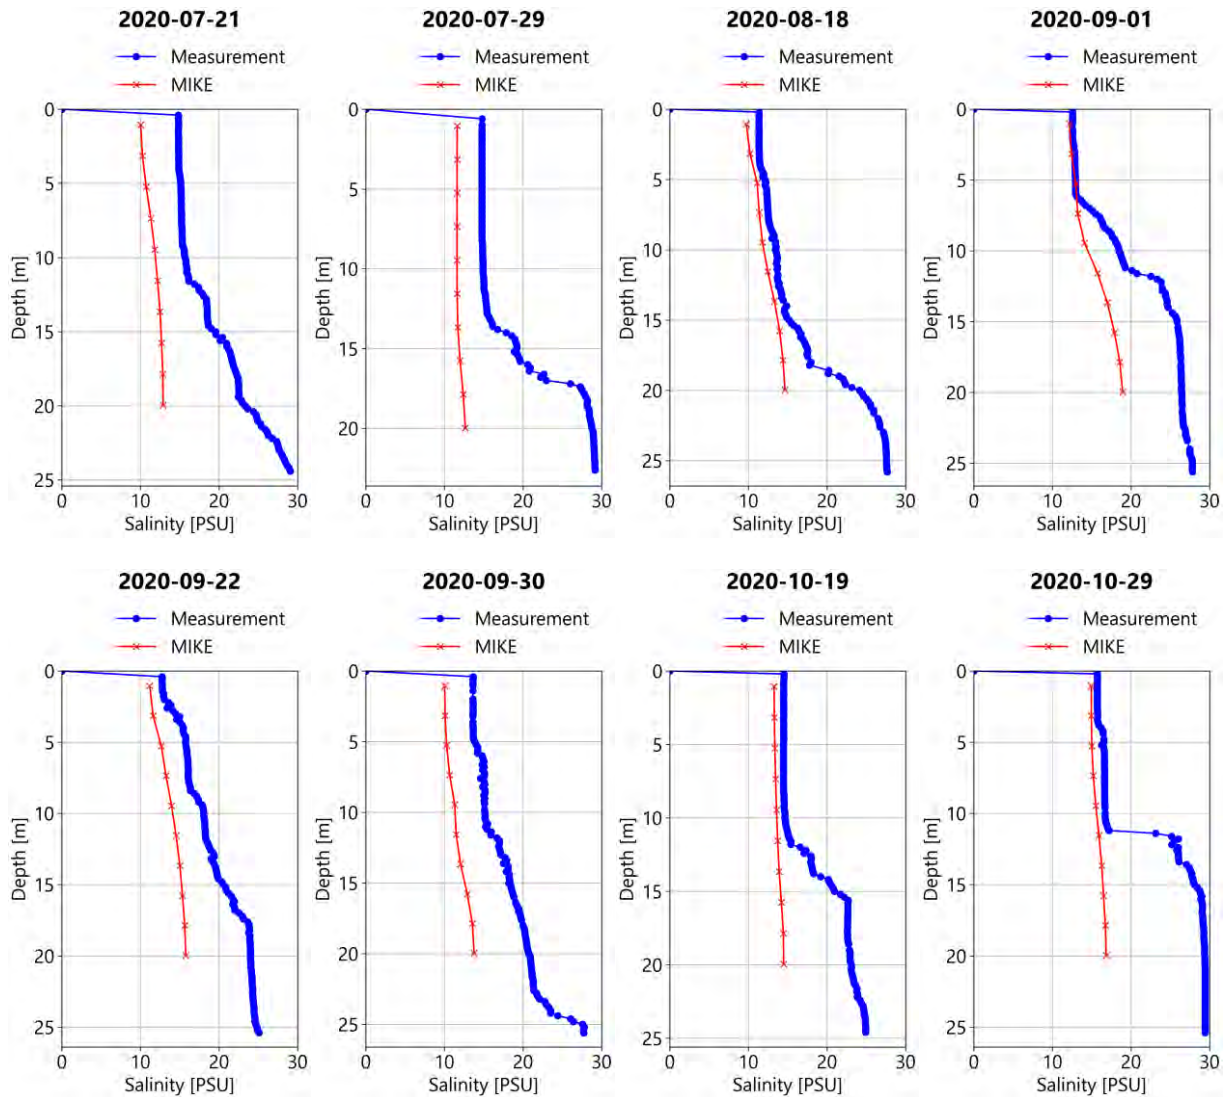 2020-07-21
Measurement
MIKE
0
5
10
15
20
25
Depth [m]
0 10 20 30
Salinity [PSU]
2020-07-29
Measurement
MIKE
0
5
10
15
20
Depth [m]
0 10 20 30
Salinity [PSU]
2020-08-18
Measurement
MIKE
0
5
10
15
20
25
Depth [m]
0 10 20 30
Salinity [PSU]
2020-09-01
Measurement
MIKE
0
5
10
15
20
25
Depth [m]
0 10 20 30
Salinity [PSU]
2020-09-22
Measurement
MIKE
0
5
10
15
20
25
Depth [m]
0 10 20 30
Salinity [PSU]
2020-09-30
Measurement
MIKE
0
5
10
15
20
25
Depth [m]
0 10 20 30
Salinity [PSU]
2020-10-19
Measurement
MIKE
0
5
10
15
20
25
Depth [m]
0 10 20 30
Salinity [PSU]
2020-10-29
Measurement
MIKE
0
5
10
15
20
25
Depth [m]
0 10 20 30
Salinity [PSU]